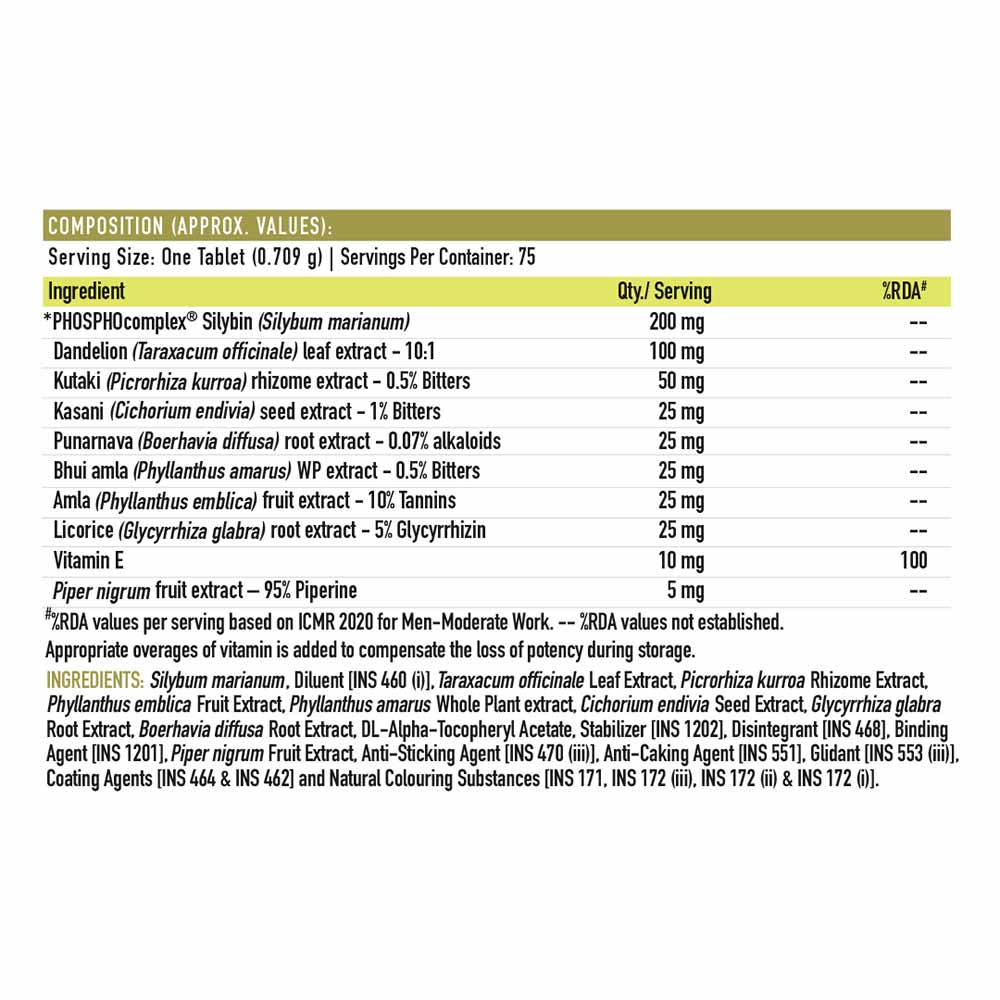 COMPOSITION (APPROX. VALUES):
Serving Size: One Tablet (0.709 g) | Servings Per Container: 75
Ingredient Qty./ Serving %RDA#
*PHOSPHOcomplex® Silybin (Silybum marianum) 200 mg --
Dandelion (Taraxacum officinale) leaf extract - 10:1 100 mg --
Kutaki (Picrorhiza kurroa) rhizome extract - 0.5% Bitters 50 mg --
Kasani (Cichorium endivia) seed extract - 1% Bitters 25 mg --
Punarnava (Boerhavia diffusa) root extract - 0.07% alkaloids 25 mg --
Bhui amla (Phyllanthus amarus) WP extract - 0.5% Bitters 25 mg --
Amla (Phyllanthus emblica) fruit extract - 10% Tannins 25 mg --
Licorice (Glycyrrhiza glabra) root extract - 5% Glycyrrhizin 25 mg --
Vitamin E 10 mg 100
Piper nigrum fruit extract – 95% Piperine 5 mg --
#%RDA values per serving based on ICMR 2020 for Men-Moderate Work. -- %RDA values not established.
Appropriate overages of vitamin is added to compensate the loss of potency during storage.
INGREDIENTS: Silybum marianum, Diluent [INS 460 (i)], Taraxacum officinale Leaf Extract, Picrorhiza kurroa Rhizome Extract,
Phyllanthus emblica Fruit Extract, Phyllanthus amarus Whole Plant extract, Cichorium endivia Seed Extract, Glycyrrhiza glabra
Root Extract, Boerhavia diffusa Root Extract, DL-Alpha-Tocopheryl Acetate, Stabilizer [INS 1202], Disintegrant [INS 468], Binding
Agent [INS 1201], Piper nigrum Fruit Extract, Anti-Sticking Agent [INS 470 (iii)], Anti-Caking Agent [INS 551], Glidant [INS 553 (iii)],
Coating Agents [INS 464 & INS 462] and Natural Colouring Substances [INS 171, INS 172 (iii), INS 172 (ii) & INS 172 (i)].